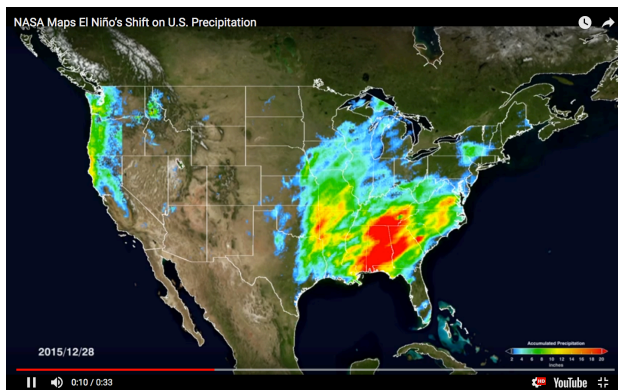 NASA Maps El Niño's Shift on U.S. Precipitation
2015/12/28
Accumulated Precipitation
2 4 6 8 10 12 14 16 18 20
inches
0:10 / 0:33
HD
YouTube